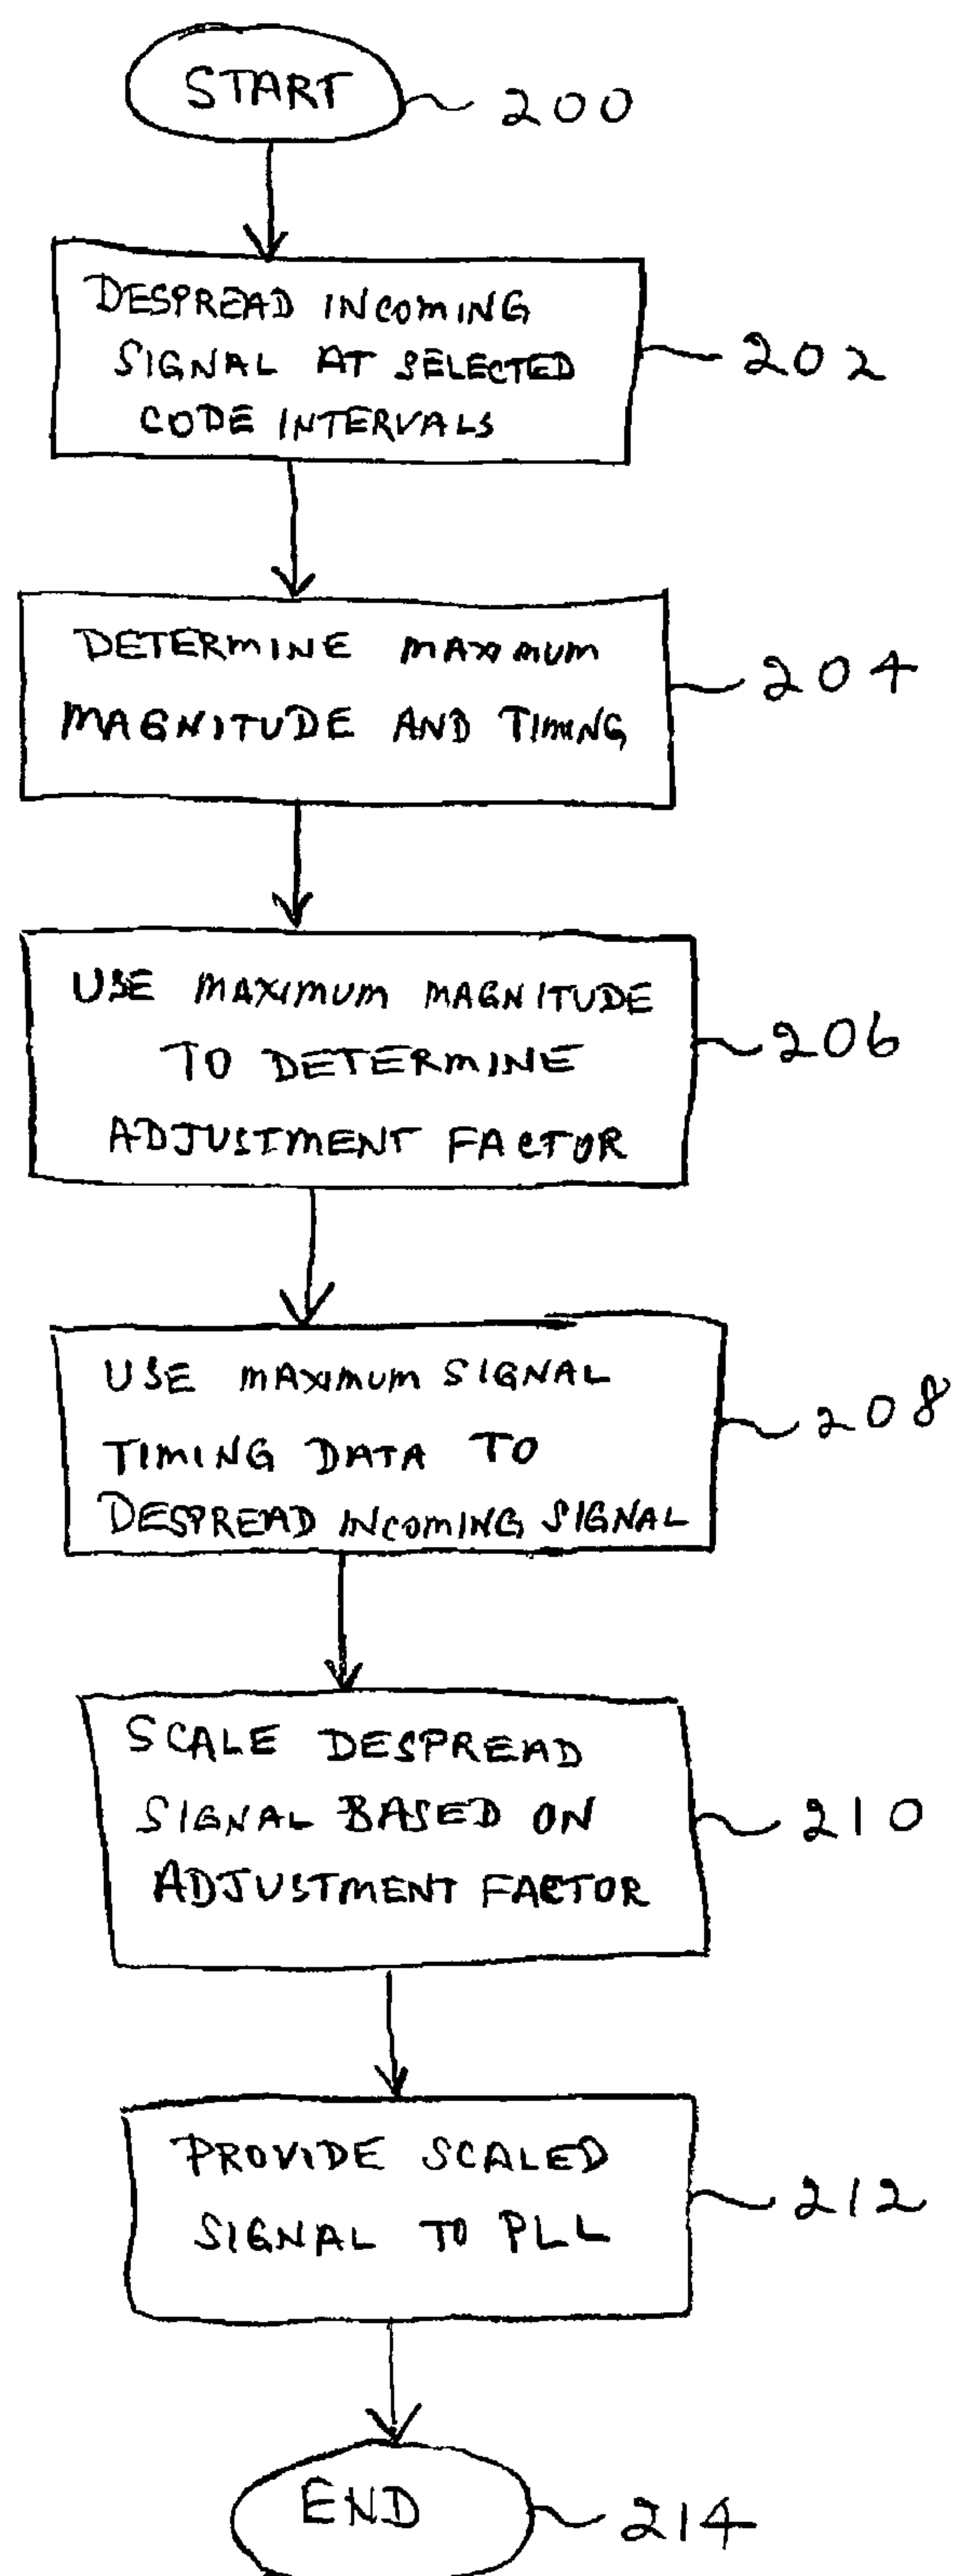 START
200
DESPREAD INCOMING
SIGNAL AT SELECTED
CODE INTERVALS
202
DETERMINE MAXIMUM
MAGNITUDE AND TIMING
204
USE MAXIMUM MAGNITUDE
TO DETERMINE
ADJUSTMENT FACTOR
206
USE MAXIMUM SIGNAL
TIMING DATA TO
DESPREAD INCOMING SIGNAL
208
SCALE DESPREAD
SIGNAL BASED ON
ADJUSTMENT FACTOR
210
PROVIDE SCALED
SIGNAL TO PLL
212
END
214